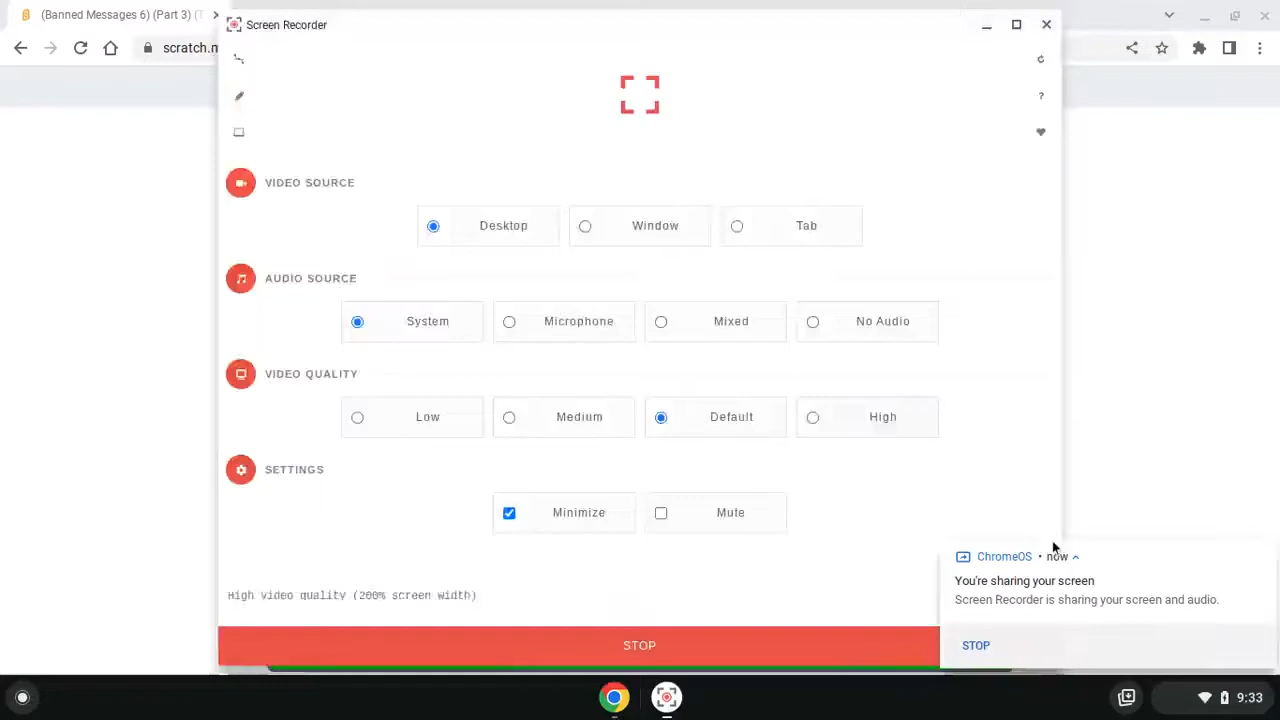 (Banned Messages 6) (Part 3) (T
Screen Recorder
scratch.m
?
VIDEO SOURCE
Desktop
Window
Tab
AUDIO SOURCE
System
Microphone
Mixed
No Audio
VIDEO QUALITY
Low
Medium
Default
High
SETTINGS
Minimize
Mute
High video quality (200% screen width)
STOP
ChromeOS • now
You're sharing your screen
Screen Recorder is sharing your screen and audio.
STOP
9:33